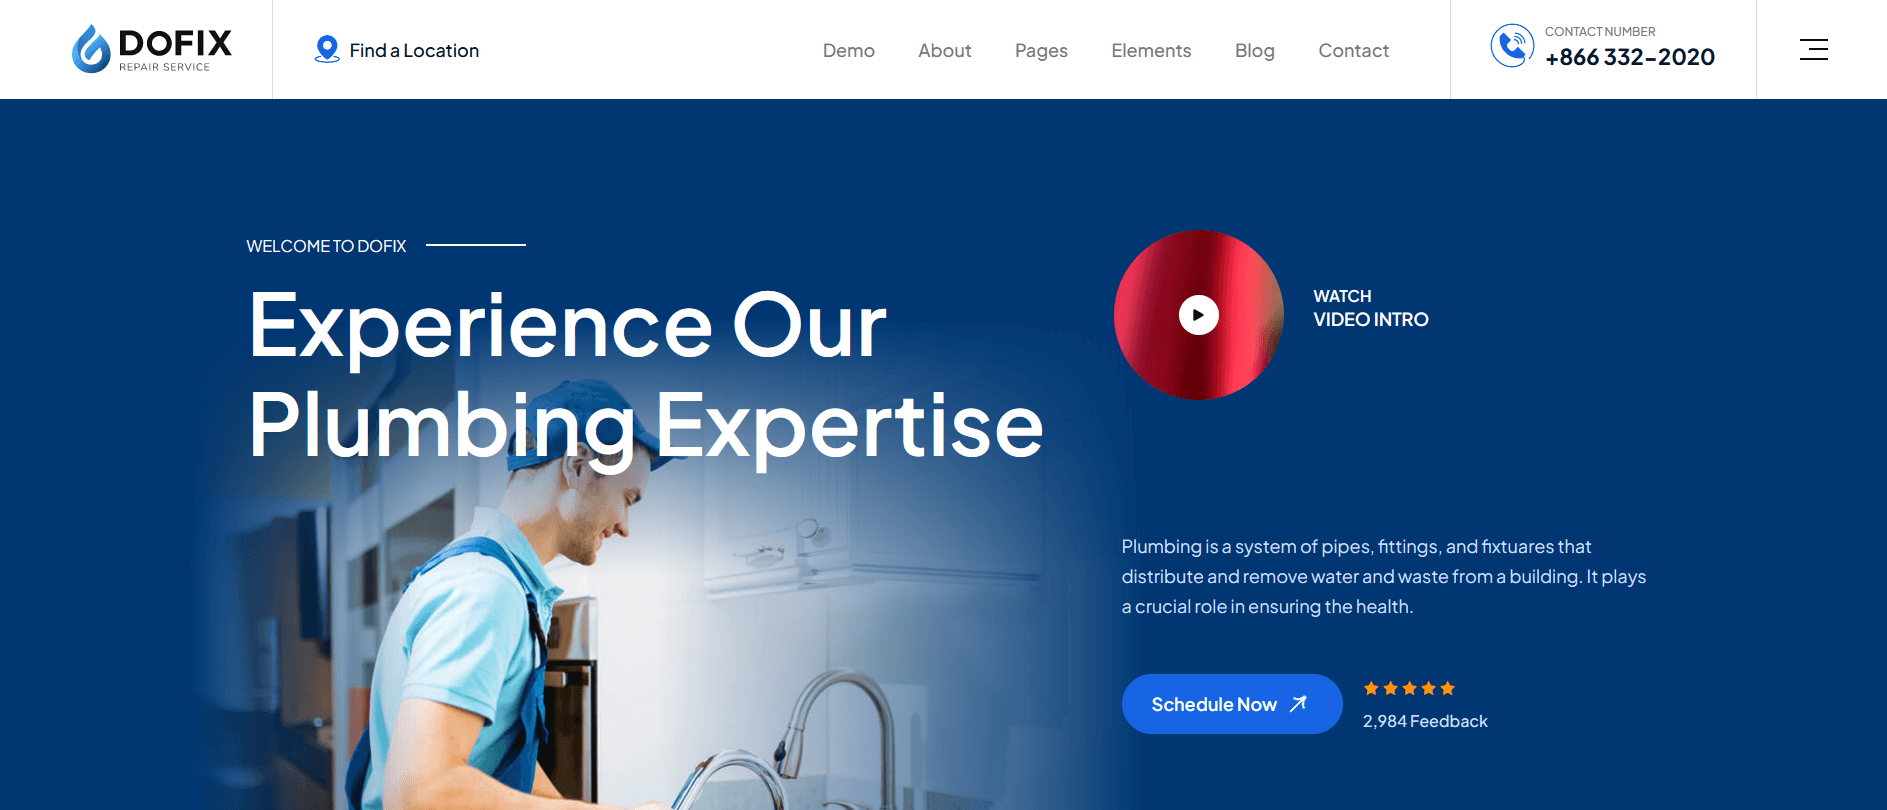 DOFIX
REPAIR SERVICE
Find a Location
Demo
About
Pages
Elements
Blog
Contact
CONTACT NUMBER
+866 332-2020
WELCOME TO DOFIX
Experience Our
Plumbing Expertise
WATCH
VIDEO INTRO
Plumbing is a system of pipes, fittings, and fixtuares that
distribute and remove water and waste from a building. It plays
a crucial role in ensuring the health.
Schedule Now
2,984 Feedback